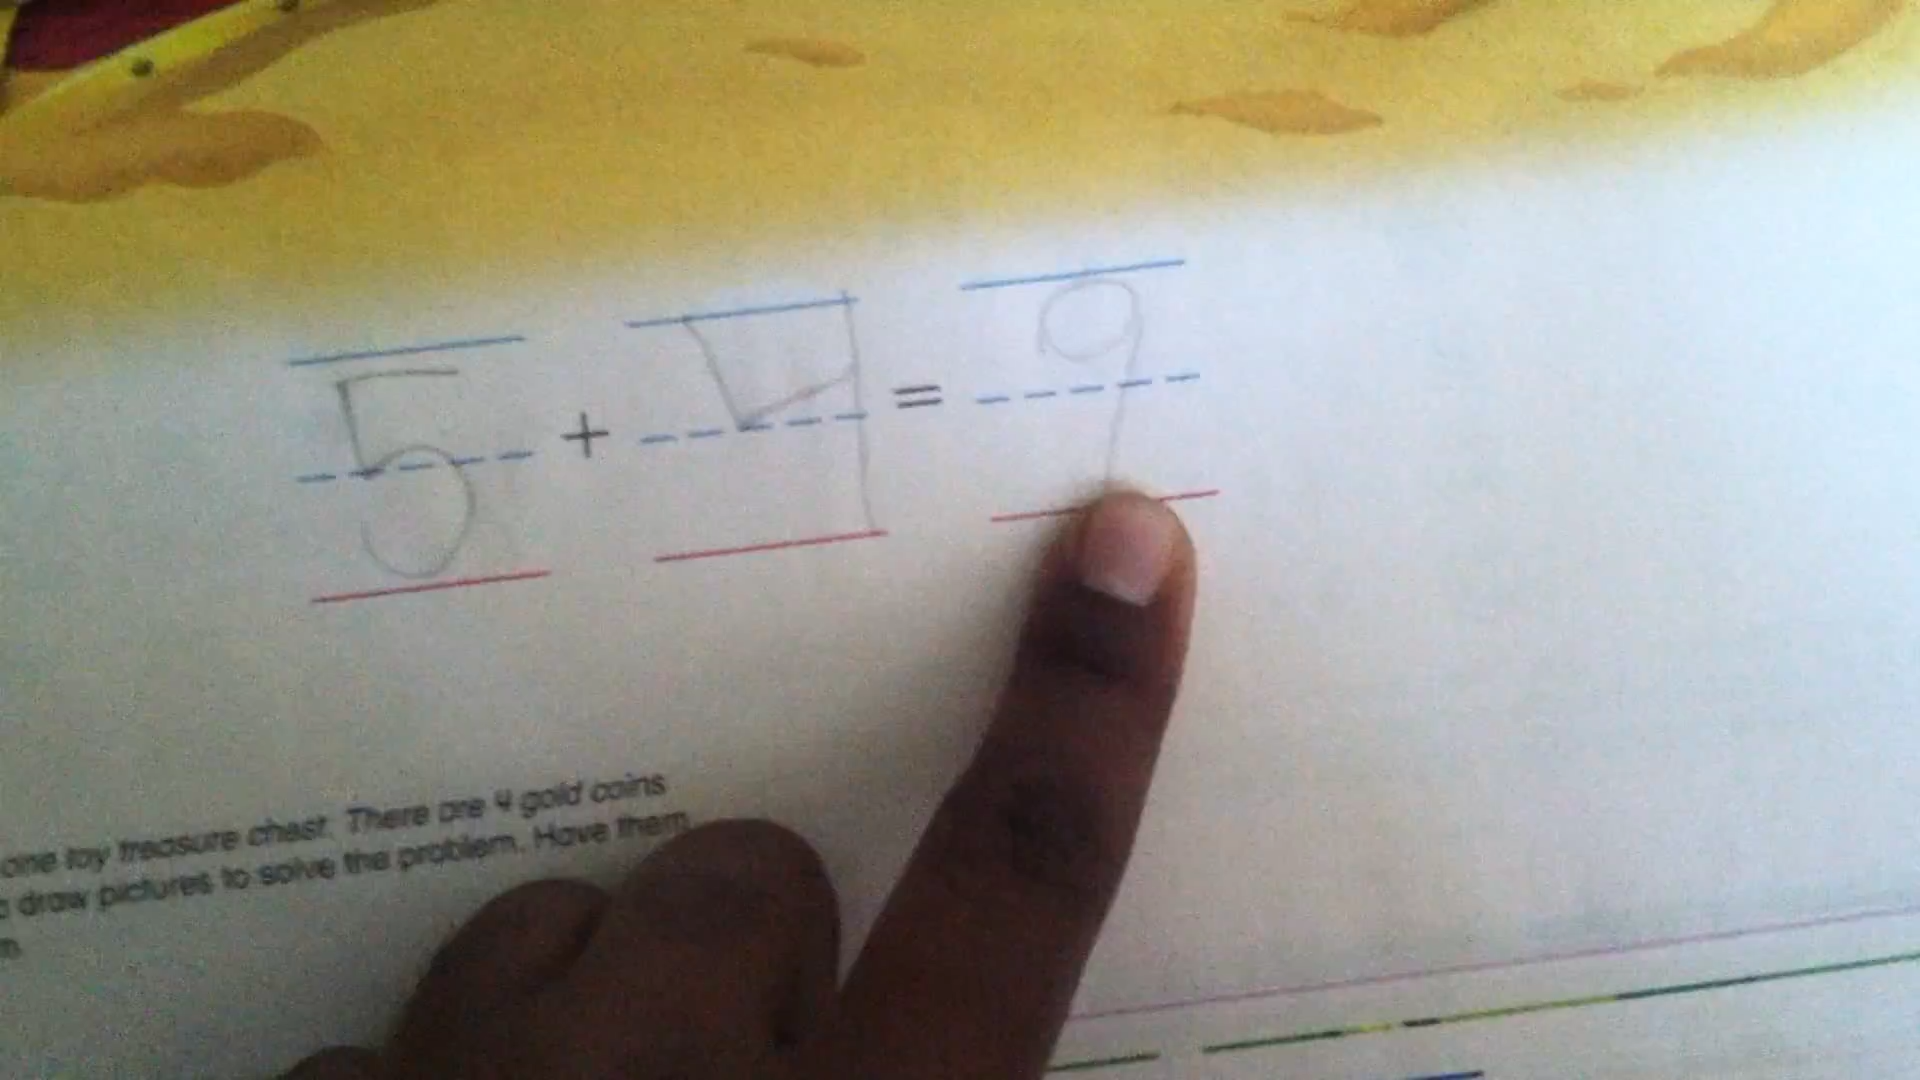 5 + 4 = 9
one toy treasure chest. There are 4 gold coins
draw pictures to solve the problem. Have them